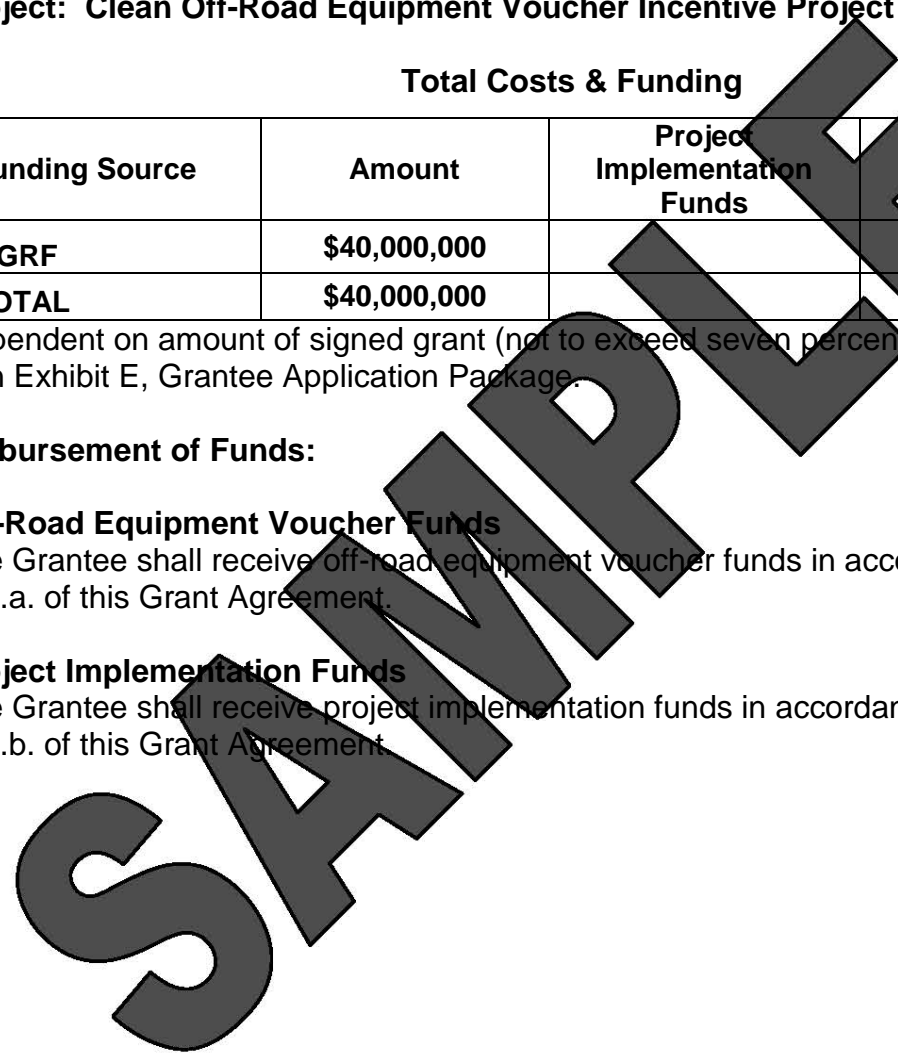 ject: Clean Off-Road Equipment Voucher Incentive Project
Total Costs & Funding
unding Source Amount Project Implementation Funds
GRF $40,000,000
OTAL $40,000,000
pendent on amount of signed grant (not to exceed seven percen
n Exhibit E, Grantee Application Package.
bursement of Funds:
-Road Equipment Voucher Funds
e Grantee shall receive off-road equipment voucher funds in acco
.a. of this Grant Agreement.
ject Implementation Funds
e Grantee shall receive project implementation funds in accordan
.b. of this Grant Agreement.
SAMPLE